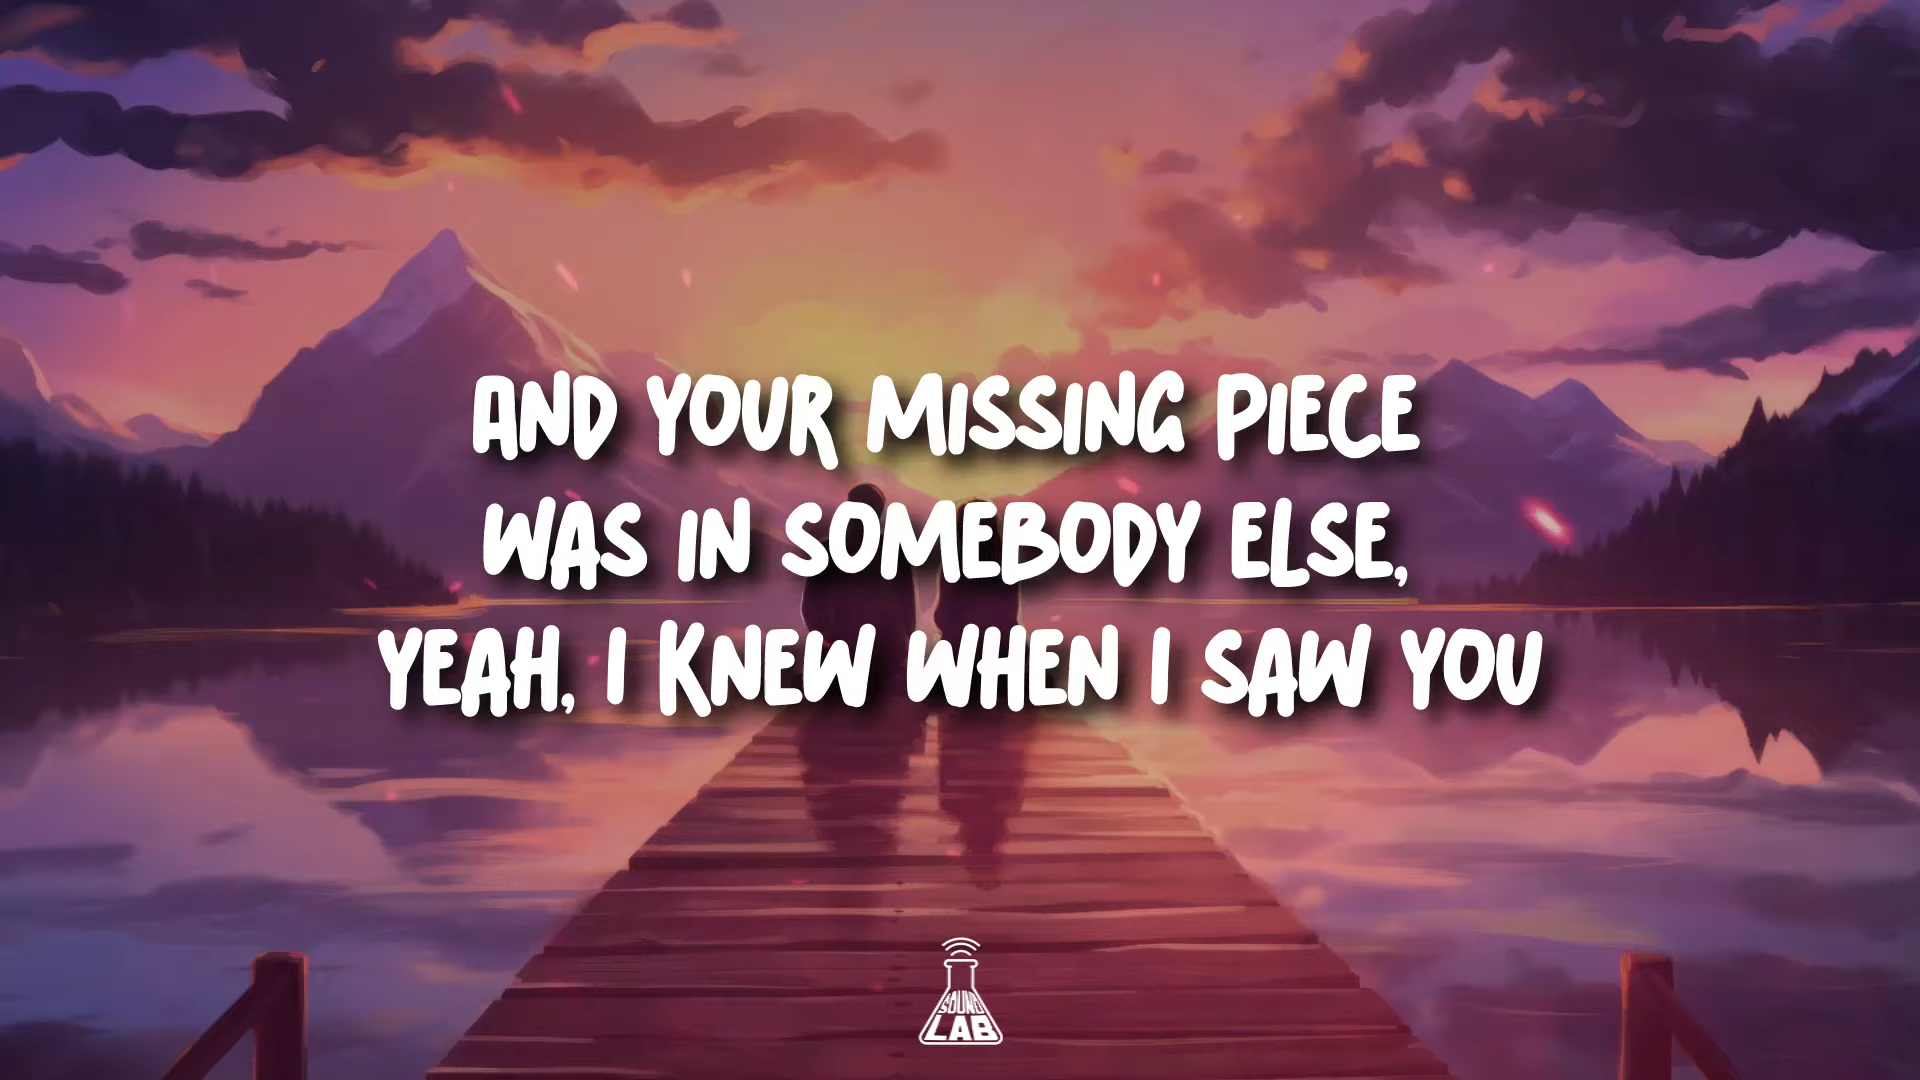 AND YOUR MISSING PIECE
WAS IN SOMEBODY ELSE,
YEAH, I KNEW WHEN I SAW YOU
SOUND
LAB